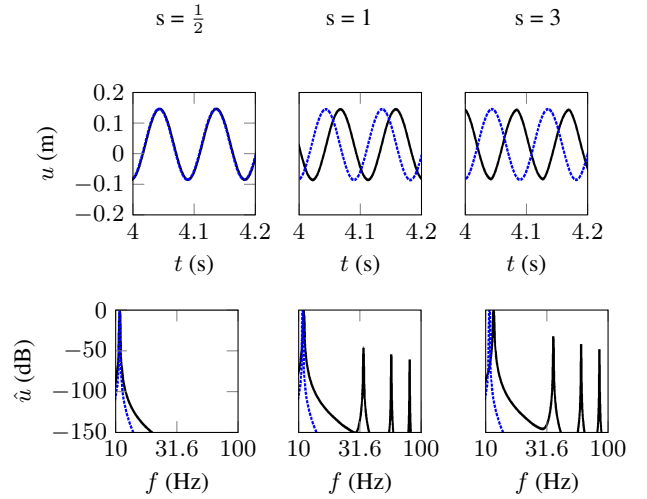 s = 1/2 s = 1 s = 3
0.2
0.1
0
−0.1
−0.2
u (m)
4 4.1 4.2 4 4.1 4.2 4 4.1 4.2
t (s) t (s) t (s)
0
−50
−100
−150
û (dB)
10 31.6 100 10 31.6 100 10 31.6 100
f (Hz) f (Hz) f (Hz)